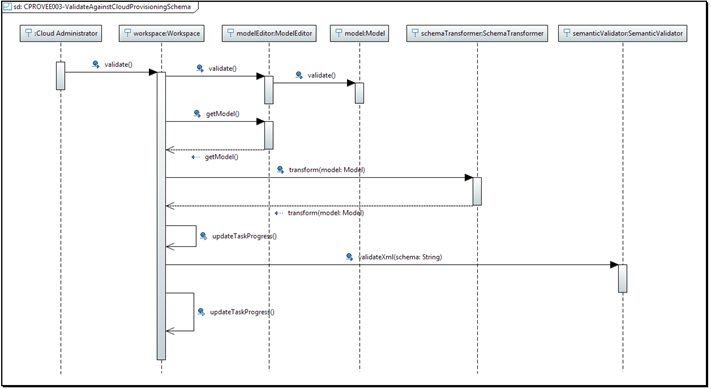 sd: CPROVEE003-ValidateAgainstCloudProvisioningSchema
:Cloud Administrator
workspace:Workspace
modelEditor:ModelEditor
model:Model
schemaTransformer:SchemaTransformer
semanticValidator:SemanticValidator
validate()
validate()
validate()
getModel()
getModel()
transform(model: Model)
transform(model: Model)
updateTaskProgress()
validateXml(schema: String)
updateTaskProgress()